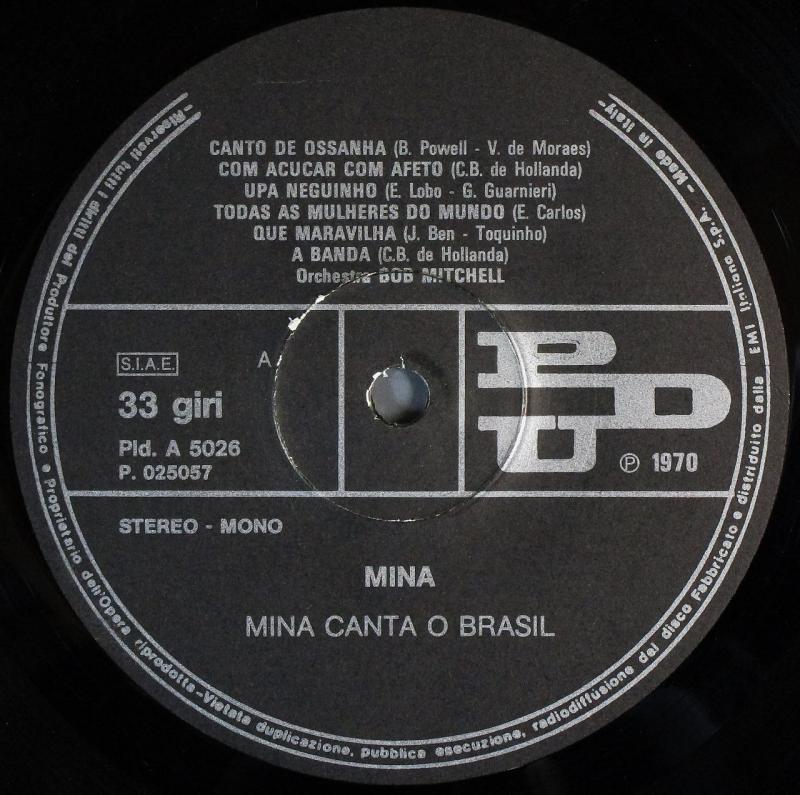 CANTO DE OSSANHA (B. Powell - V. de Moraes)
COM ACUCAR COM AFETO (C.B. de Hollanda)
UPA NEGUINHO (E. Lobo - G. Guarnieri)
TODAS AS MULHERES DO MUNDO (E. Carlos)
QUE MARAVILHA (J. Ben - Toquinho)
A BANDA (C.B. de Hollanda)
Orchestra BOB MITCHELL
S.I.A.E.
A
33 giri
Pld. A 5026
P. 025057
PDU
℗ 1970
STEREO - MONO
MINA
MINA CANTA O BRASIL
-Riservati tutti i diritti del Produttore Fonografico e Proprietario dell'Opera riprodotta-Vietata duplicazione, pubblica esecuzione, radiodiffusione del disco Fabbricato e distribuito dalla EMI Italiana S.p.A. - Made in Italy-